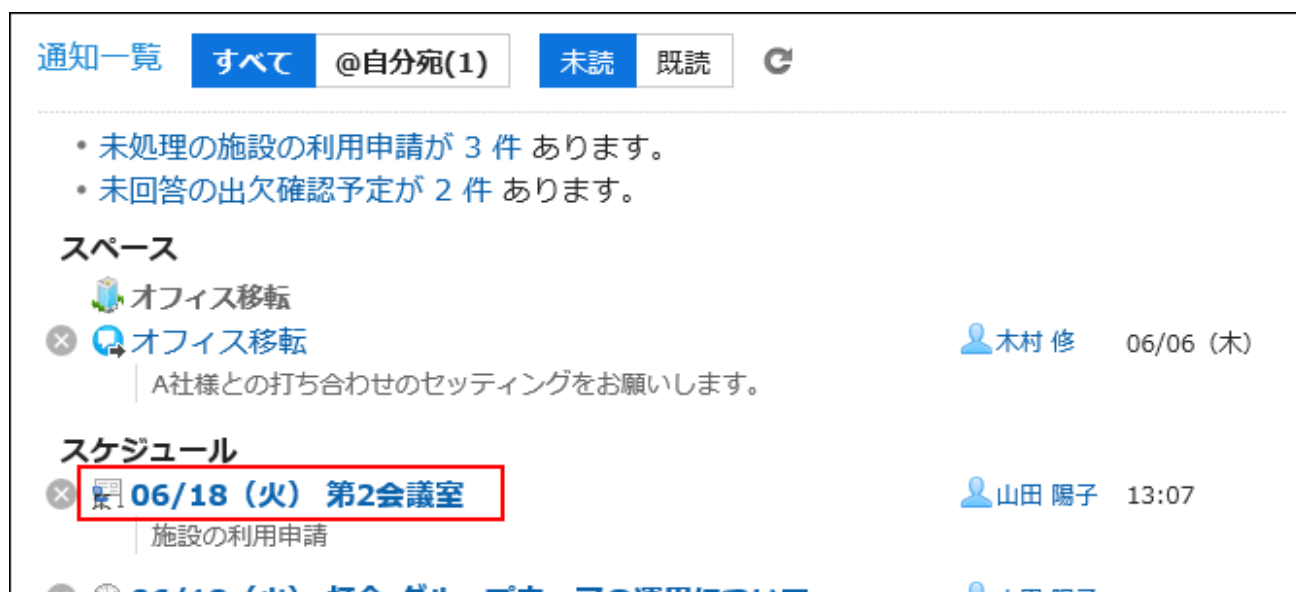 通知一覧 すべて @自分宛(1) 未読 既読
・未処理の施設の利用申請が 3 件 あります。
・未回答の出欠確認予定が 2 件 あります。
スペース
オフィス移転
オフィス移転 木村 修 06/06（木）
A社様との打ち合わせのセッティングをお願いします。
スケジュール
06/18（火） 第2会議室 山田 陽子 13:07
施設の利用申請